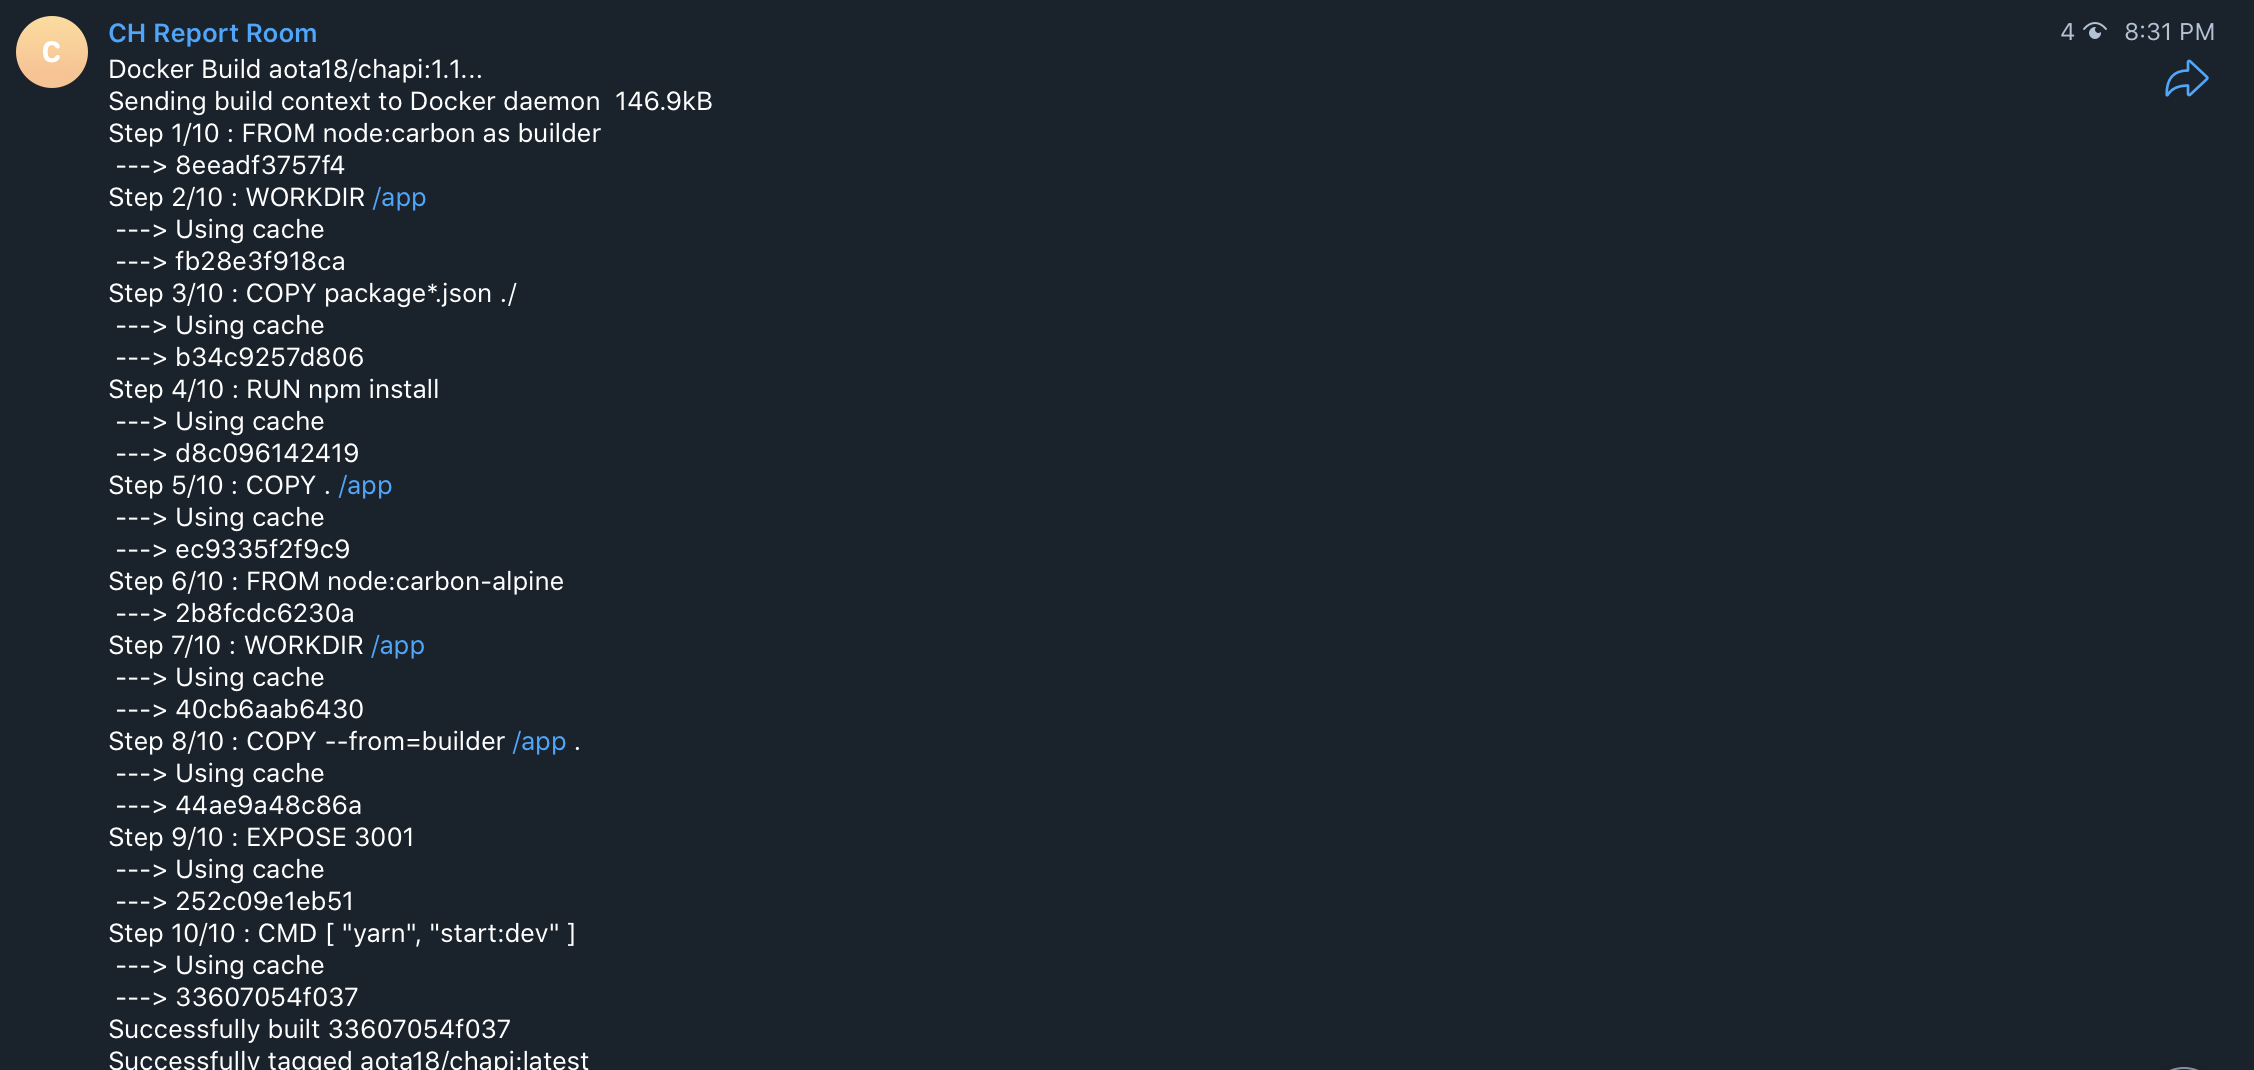 C
CH Report Room
4 8:31 PM
Docker Build aota18/chapi:1.1...
Sending build context to Docker daemon  146.9kB
Step 1/10 : FROM node:carbon as builder
 ---> 8eeadf3757f4
Step 2/10 : WORKDIR /app
 ---> Using cache
 ---> fb28e3f918ca
Step 3/10 : COPY package*.json ./
 ---> Using cache
 ---> b34c9257d806
Step 4/10 : RUN npm install
 ---> Using cache
 ---> d8c096142419
Step 5/10 : COPY . /app
 ---> Using cache
 ---> ec9335f2f9c9
Step 6/10 : FROM node:carbon-alpine
 ---> 2b8fcdc6230a
Step 7/10 : WORKDIR /app
 ---> Using cache
 ---> 40cb6aab6430
Step 8/10 : COPY --from=builder /app .
 ---> Using cache
 ---> 44ae9a48c86a
Step 9/10 : EXPOSE 3001
 ---> Using cache
 ---> 252c09e1eb51
Step 10/10 : CMD [ "yarn", "start:dev" ]
 ---> Using cache
 ---> 33607054f037
Successfully built 33607054f037
Successfully tagged aota18/chapi:latest